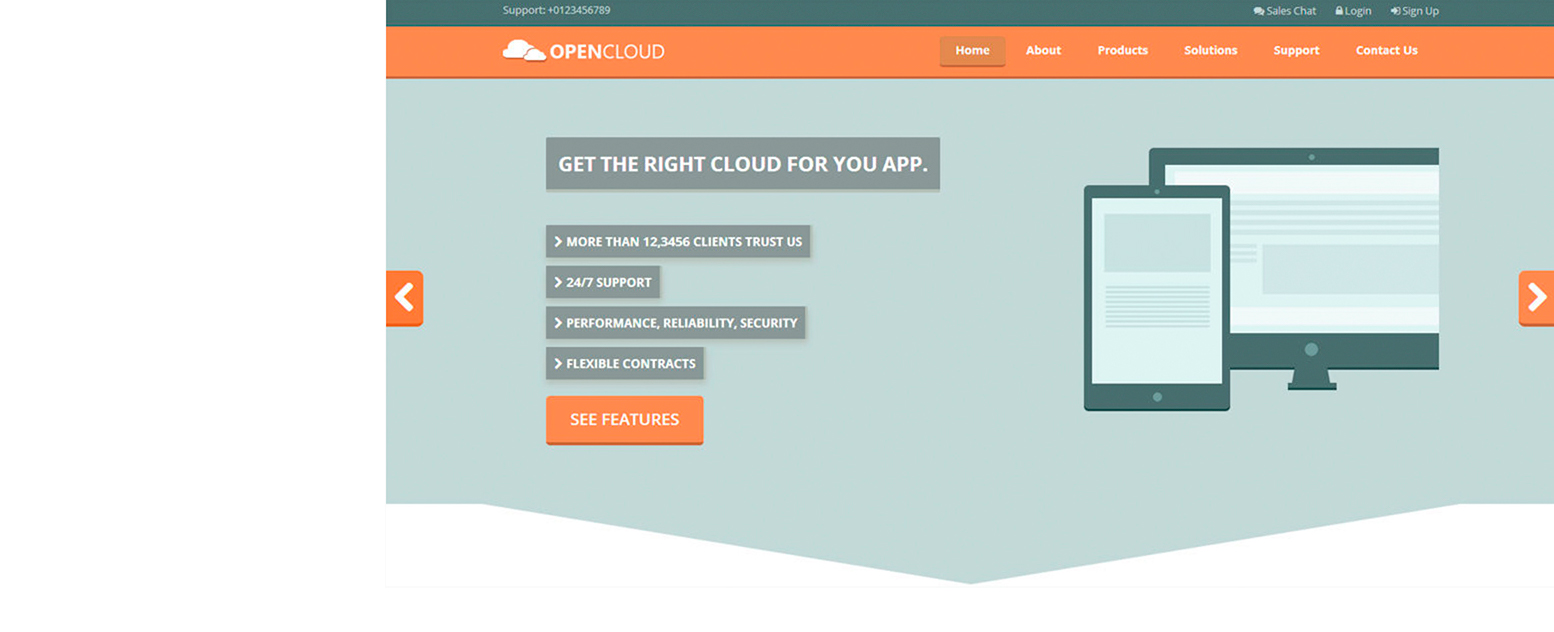 Support: +0123456789 Sales Chat Login Sign Up
OPENCLOUD Home About Products Solutions Support Contact Us
GET THE RIGHT CLOUD FOR YOU APP.
MORE THAN 12,3456 CLIENTS TRUST US
24/7 SUPPORT
PERFORMANCE, RELIABILITY, SECURITY
FLEXIBLE CONTRACTS
SEE FEATURES